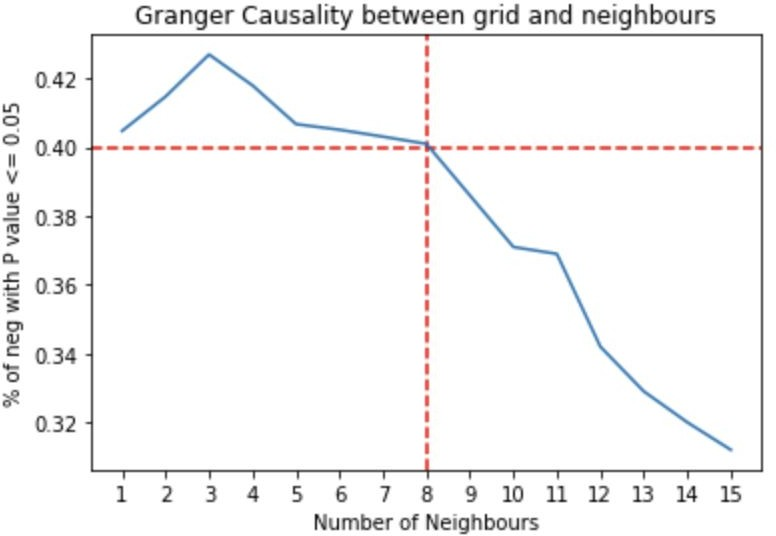 Granger Causality between grid and neighbours
% of neg with P value <= 0.05
0.42
0.40
0.38
0.36
0.34
0.32
1 2 3 4 5 6 7 8 9 10 11 12 13 14 15
Number of Neighbours